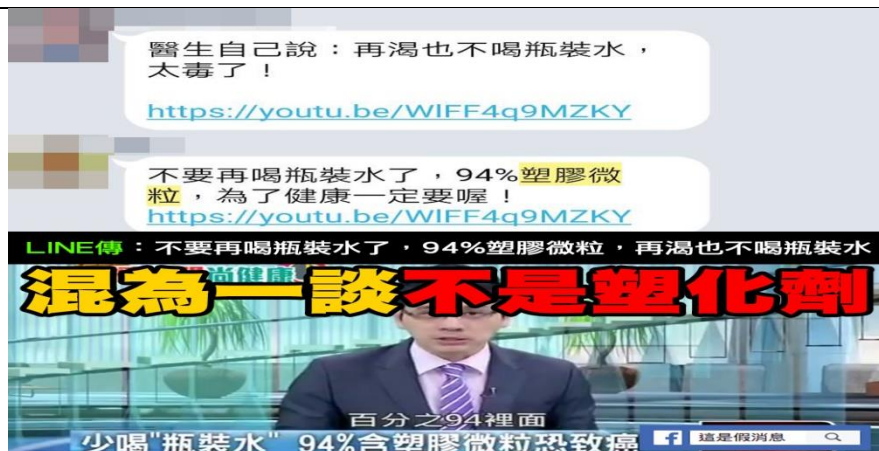 醫生自己說：再渴也不喝瓶裝水，
太毒了！
https://youtu.be/WlFF4q9MZKY
不要再喝瓶裝水了，94%塑膠微
粒，為了健康一定要喔！
https://youtu.be/WlFF4q9MZKY
LINE傳：不要再喝瓶裝水了，94%塑膠微粒，再渴也不喝瓶裝水
尚健康
混為一談不是塑化劑
百分之94裡面
少喝"瓶裝水" 94%含塑膠微粒恐致癌
這是假消息